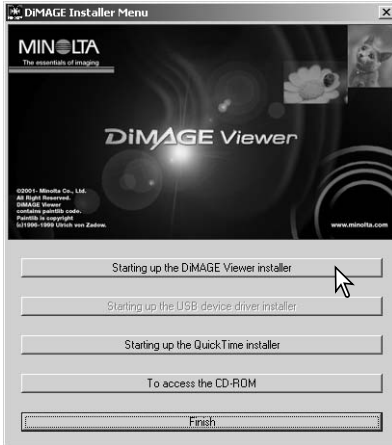 DiMAGE Installer Menu
MINOLTA
The essentials of imaging
DiMAGE Viewer
©2001- Minolta Co., Ltd.
All Right Reserved.
DiMAGE Viewer
contains paintlib code.
Paintlib is copyright
(c)1996-1999 Ulrich von Zadow.
www.minolta.com
Starting up the DiMAGE Viewer installer
Starting up the USB device driver installer
Starting up the QuickTime installer
To access the CD-ROM
Finish